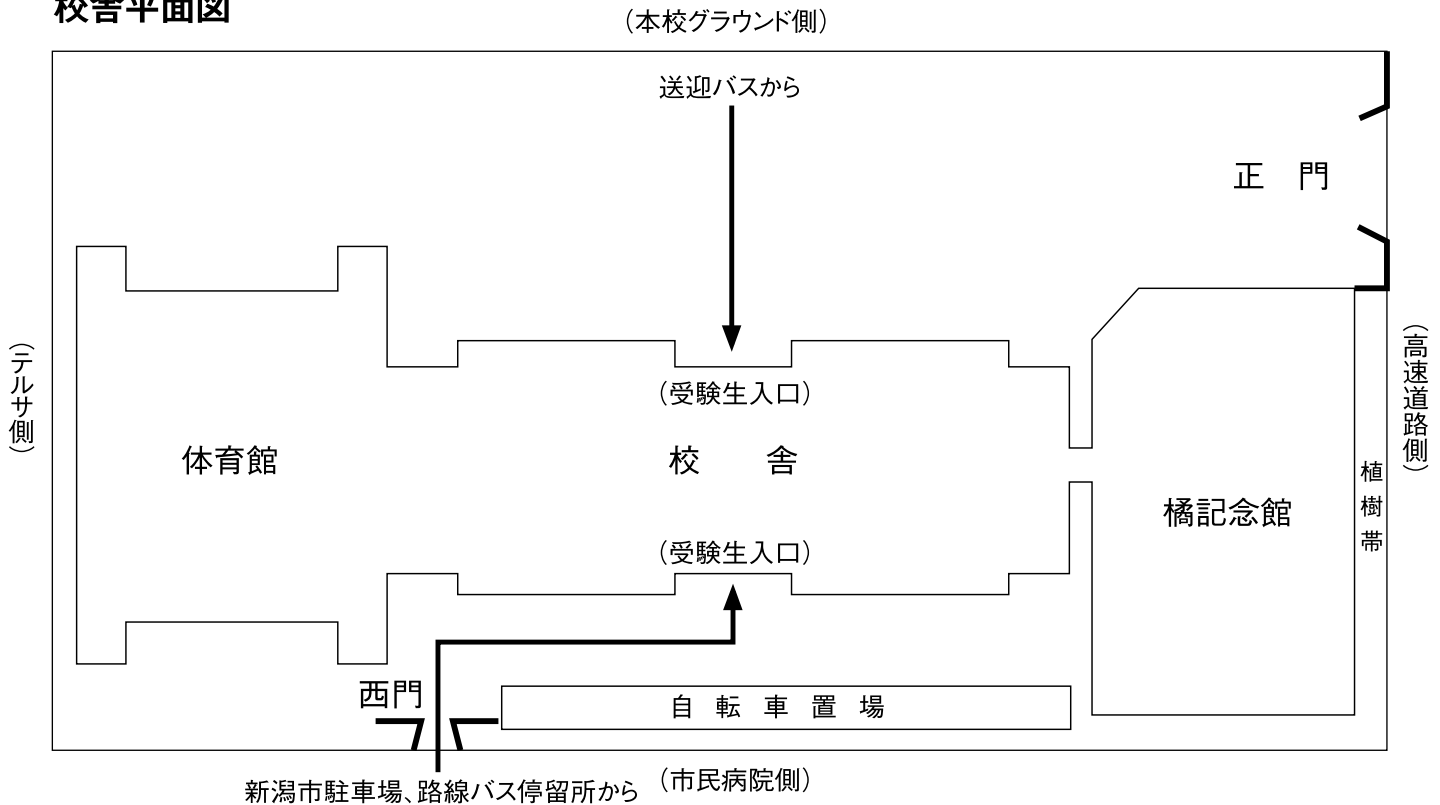 校舎平面図
（本校グラウンド側）
送迎バスから
正　門
（テルサ側）
（高速道路側）
（受験生入口）
体育館
校　舎
植樹帯
橘記念館
（受験生入口）
西門
自転車置場
新潟市駐車場、路線バス停留所から
（市民病院側）